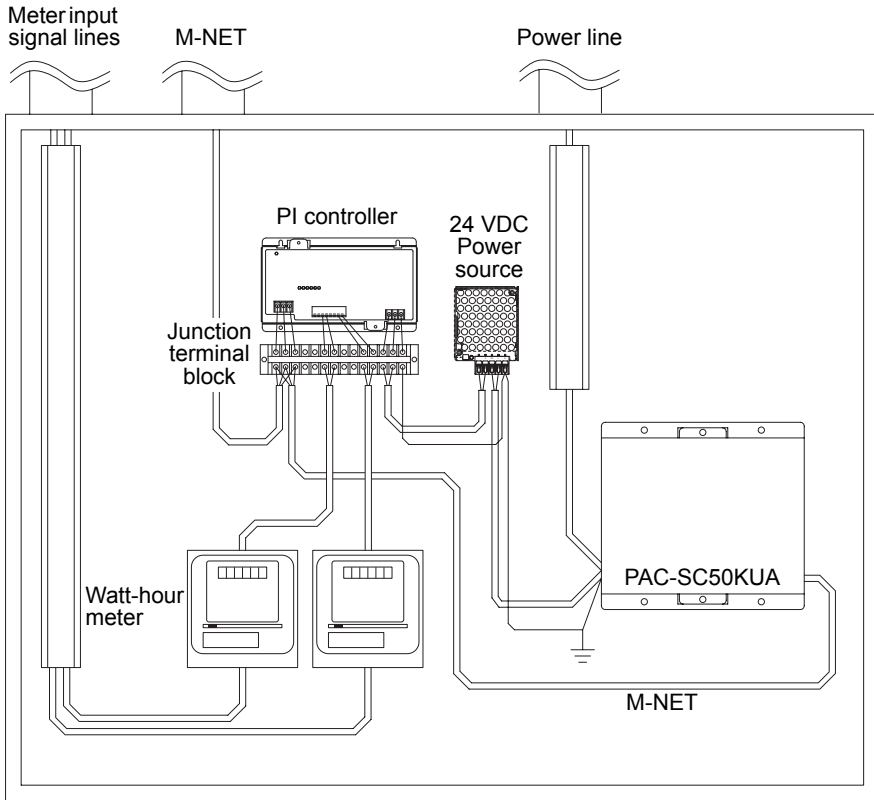 Meter input
signal lines
M-NET
Power line
PI controller
24 VDC
Power
source
Junction
terminal
block
PAC-SC50KUA
Watt-hour
meter
M-NET